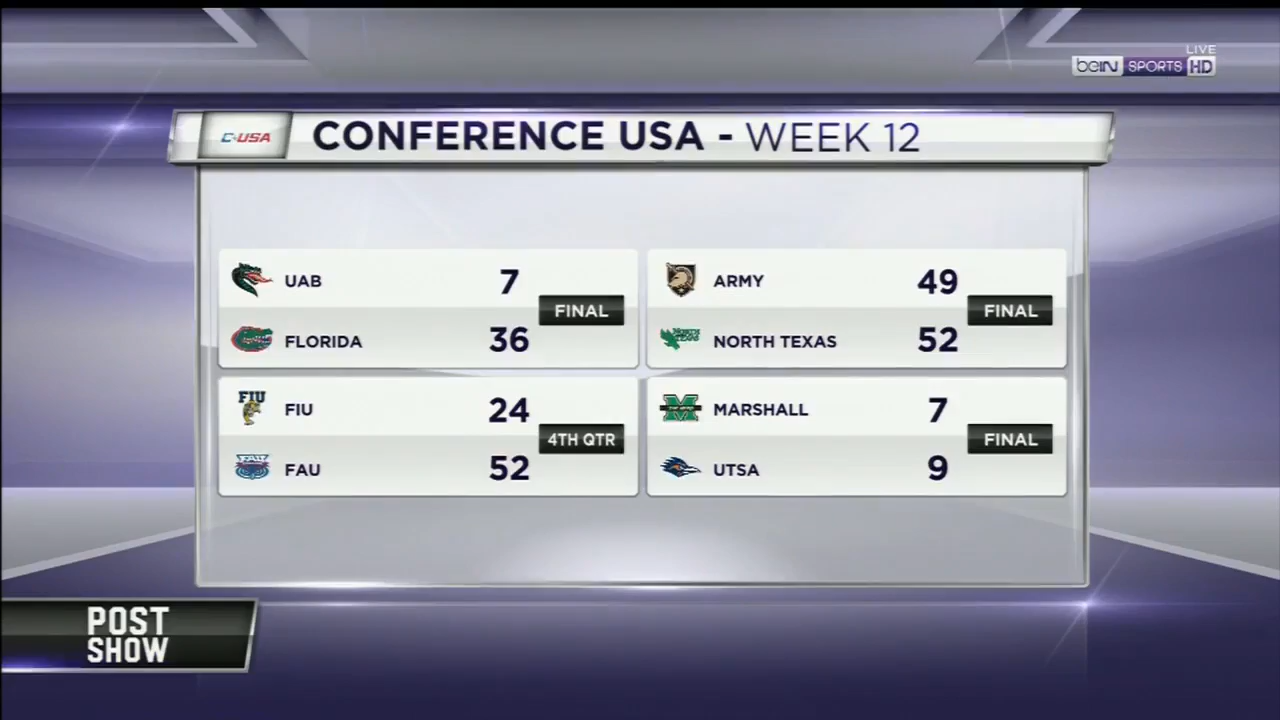 LIVE
beIN SPORTS HD
C-USA
CONFERENCE USA - WEEK 12
UAB 7
FINAL
FLORIDA 36
ARMY 49
FINAL
NORTH TEXAS 52
FIU
FIU 24
4TH QTR
FAU 52
MARSHALL 7
FINAL
UTSA 9
POST
SHOW